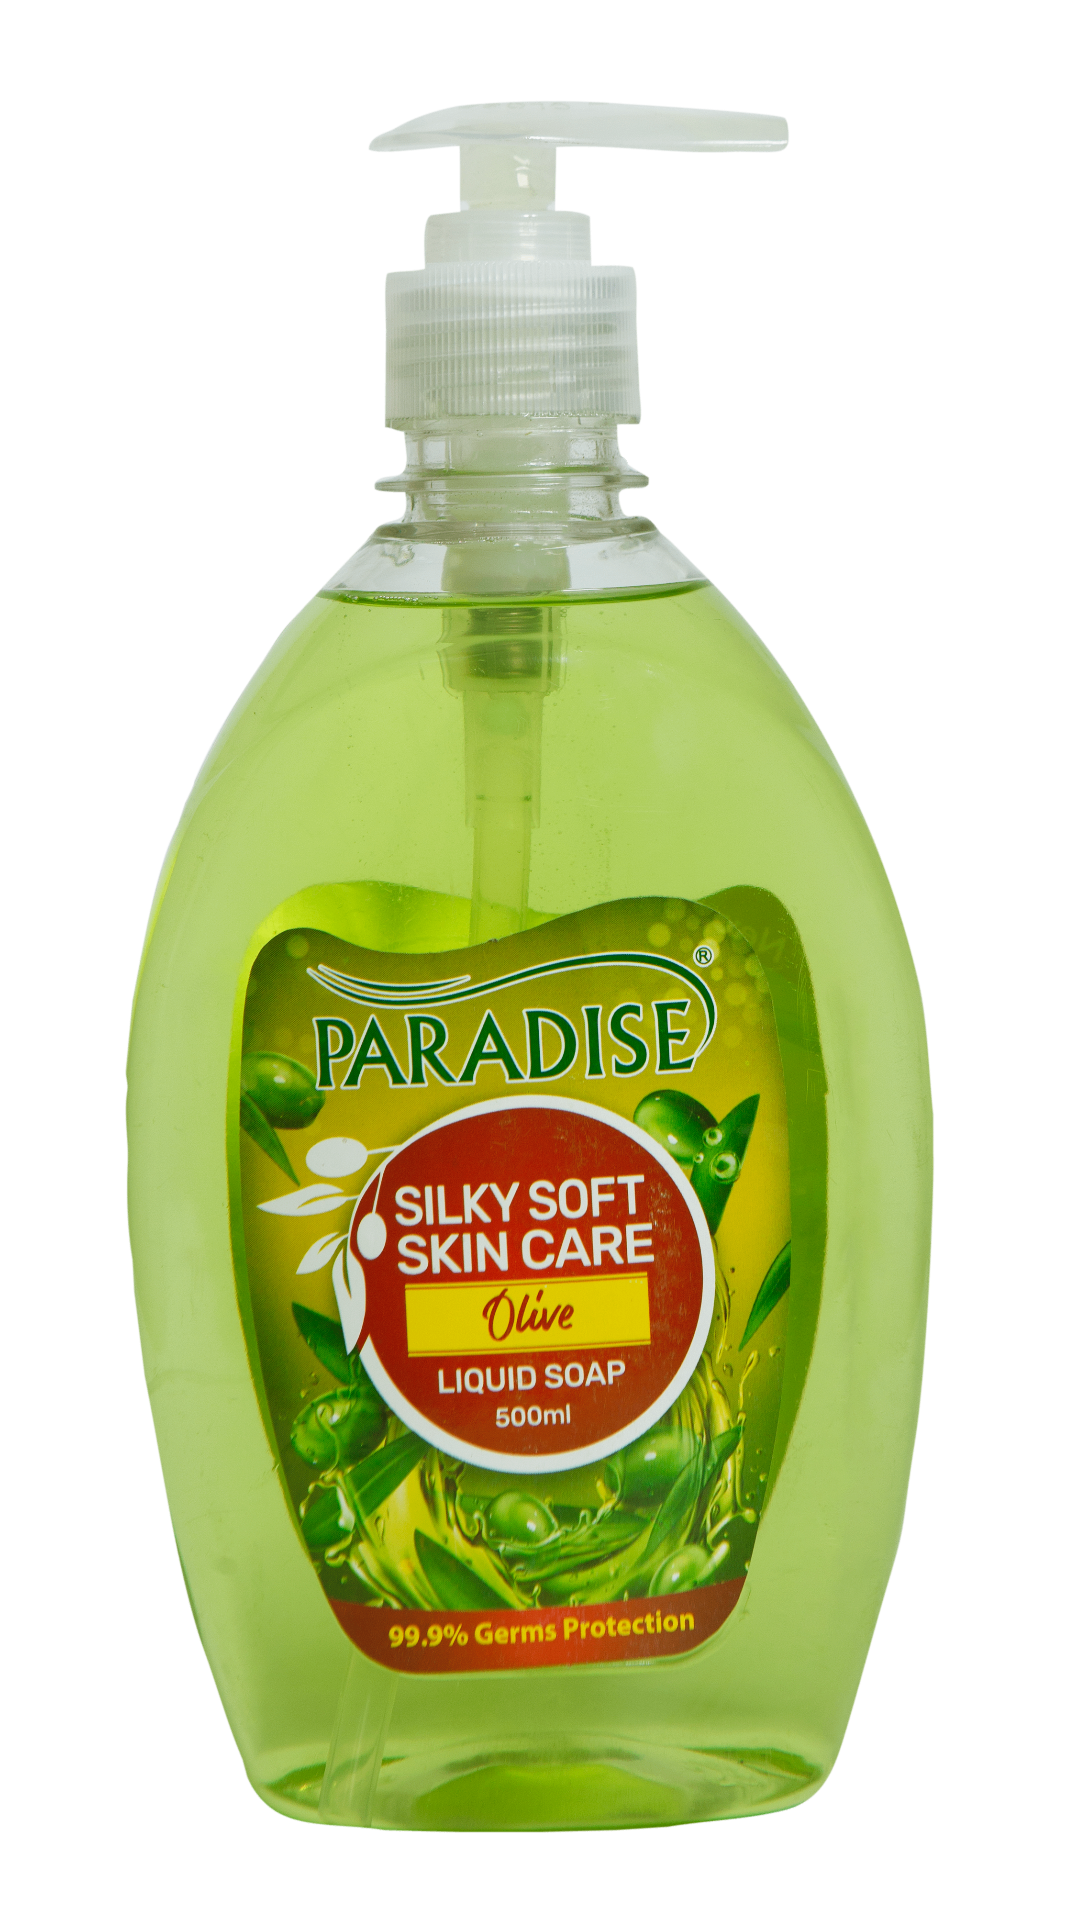 PARADISE®
SILKY SOFT
SKIN CARE
Olive
LIQUID SOAP
500ml
99.9% Germs Protection